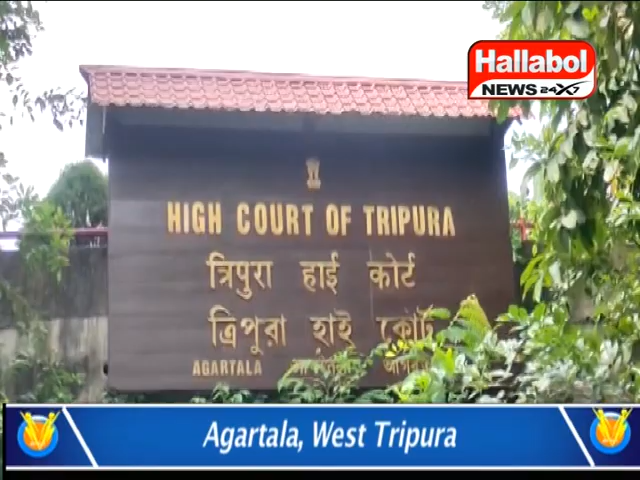 Hallabol
NEWS 24X7
HIGH COURT OF TRIPURA
त्रिपुरा हाई कोर्ट
ত্রিপুরা হাই কোর্ট
AGARTALA
Agartala, West Tripura